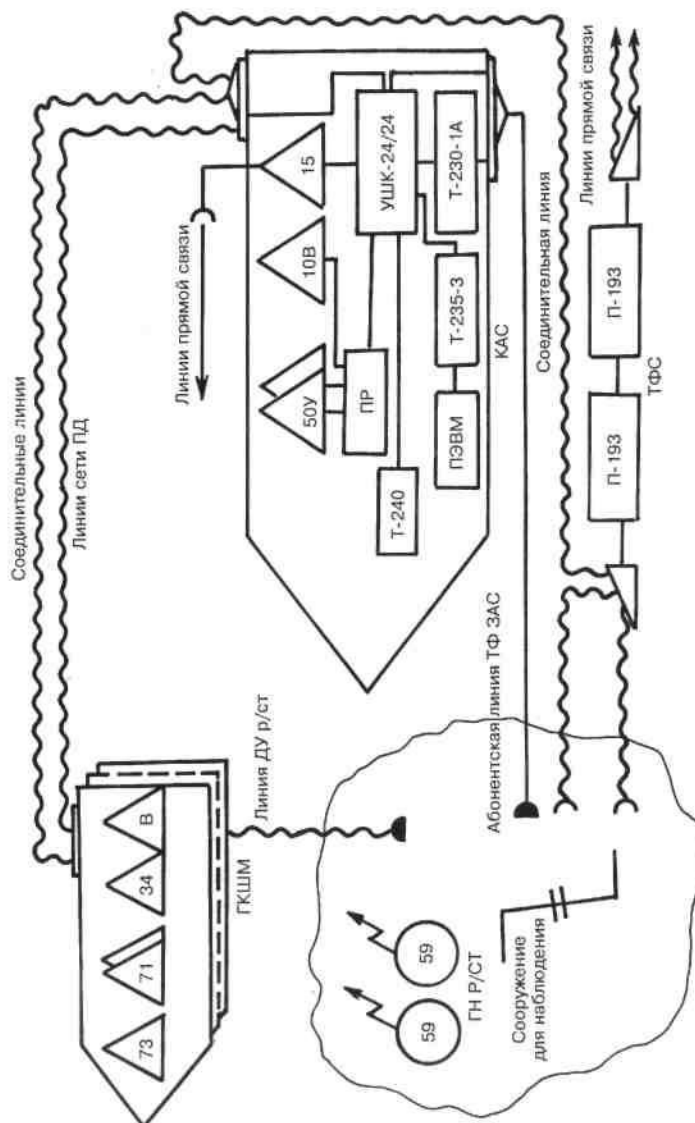 Соединительные линии
Линии сети ПД
Линии прямой связи
73
71
34
В
ГКШМ
Линия ДУ р/ст
50У
10В
15
ПР
УШК-24/24
Т-240
ПЭВМ
Т-235-3
Т-230-1А
КАС
Абонентская линия ТФ ЗАС
Соединительная линия
59
59
ГН Р/СТ
Сооружение
для наблюдения
П-193
П-193
ТФС
Линии прямой связи